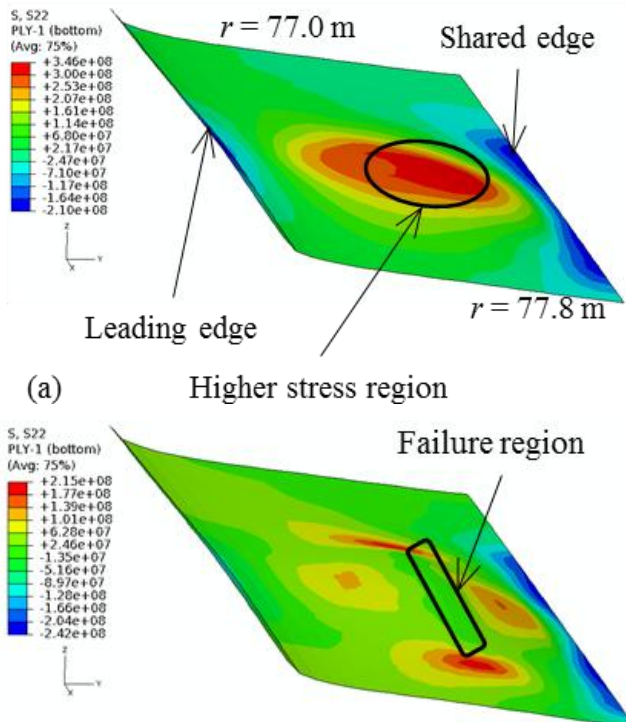 S, S22
PLY-1 (bottom)
(Avg: 75%)
+3.46e+08
+3.00e+08
+2.53e+08
+2.07e+08
+1.61e+08
+1.14e+08
+6.80e+07
+2.17e+07
-2.47e+07
-7.10e+07
-1.17e+08
-1.64e+08
-2.10e+08
r = 77.0 m
Shared edge
Z
X
Y
r = 77.8 m
Leading edge
(a)
Higher stress region
S, S22
PLY-1 (bottom)
(Avg: 75%)
+2.15e+08
+1.77e+08
+1.39e+08
+1.01e+08
+6.28e+07
+2.46e+07
-1.35e+07
-5.16e+07
-8.97e+07
-1.28e+08
-1.66e+08
-2.04e+08
-2.42e+08
Failure region
Z
X
Y